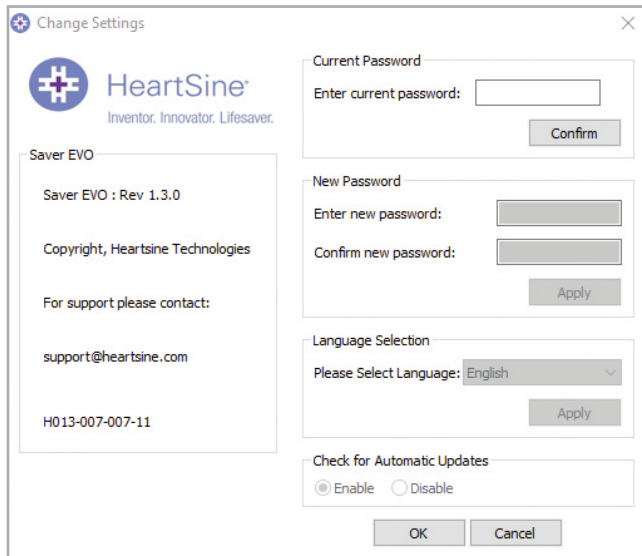 Change Settings
HeartSine®
Inventor. Innovator. Lifesaver.
Saver EVO
Saver EVO : Rev 1.3.0
Copyright, Heartsine Technologies
For support please contact:
support@heartsine.com
H013-007-007-11
Current Password
Enter current password:
Confirm
New Password
Enter new password:
Confirm new password:
Apply
Language Selection
Please Select Language: English
Apply
Check for Automatic Updates
Enable Disable
OK Cancel